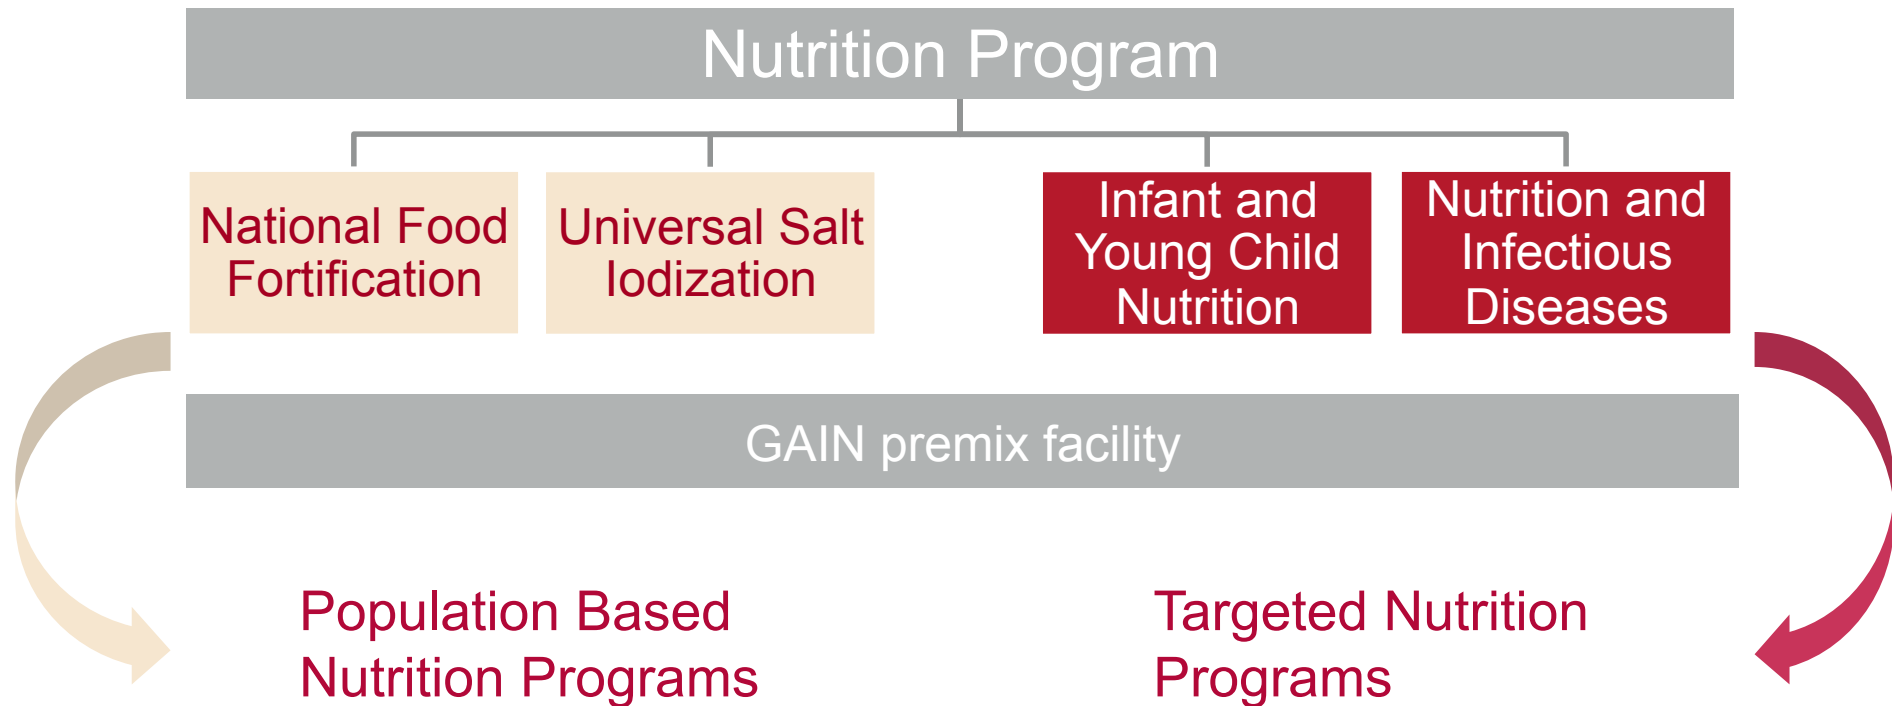 Nutrition Program
National Food
Fortification
Universal Salt
Iodization
Infant and
Young Child
Nutrition
Nutrition and
Infectious
Diseases
GAIN premix facility
Population Based
Nutrition Programs
Targeted Nutrition
Programs